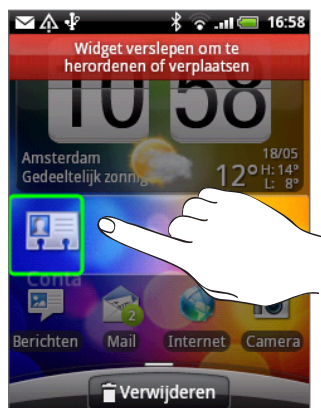 16:58
Widget verslepen om te
herordenen of verplaatsen
10 58
Amsterdam
Gedeeltelijk zonnig
18/05
12° H: 14°
L: 8°
Conta
Berichten
2
Mail
Internet
Camera
Verwijderen